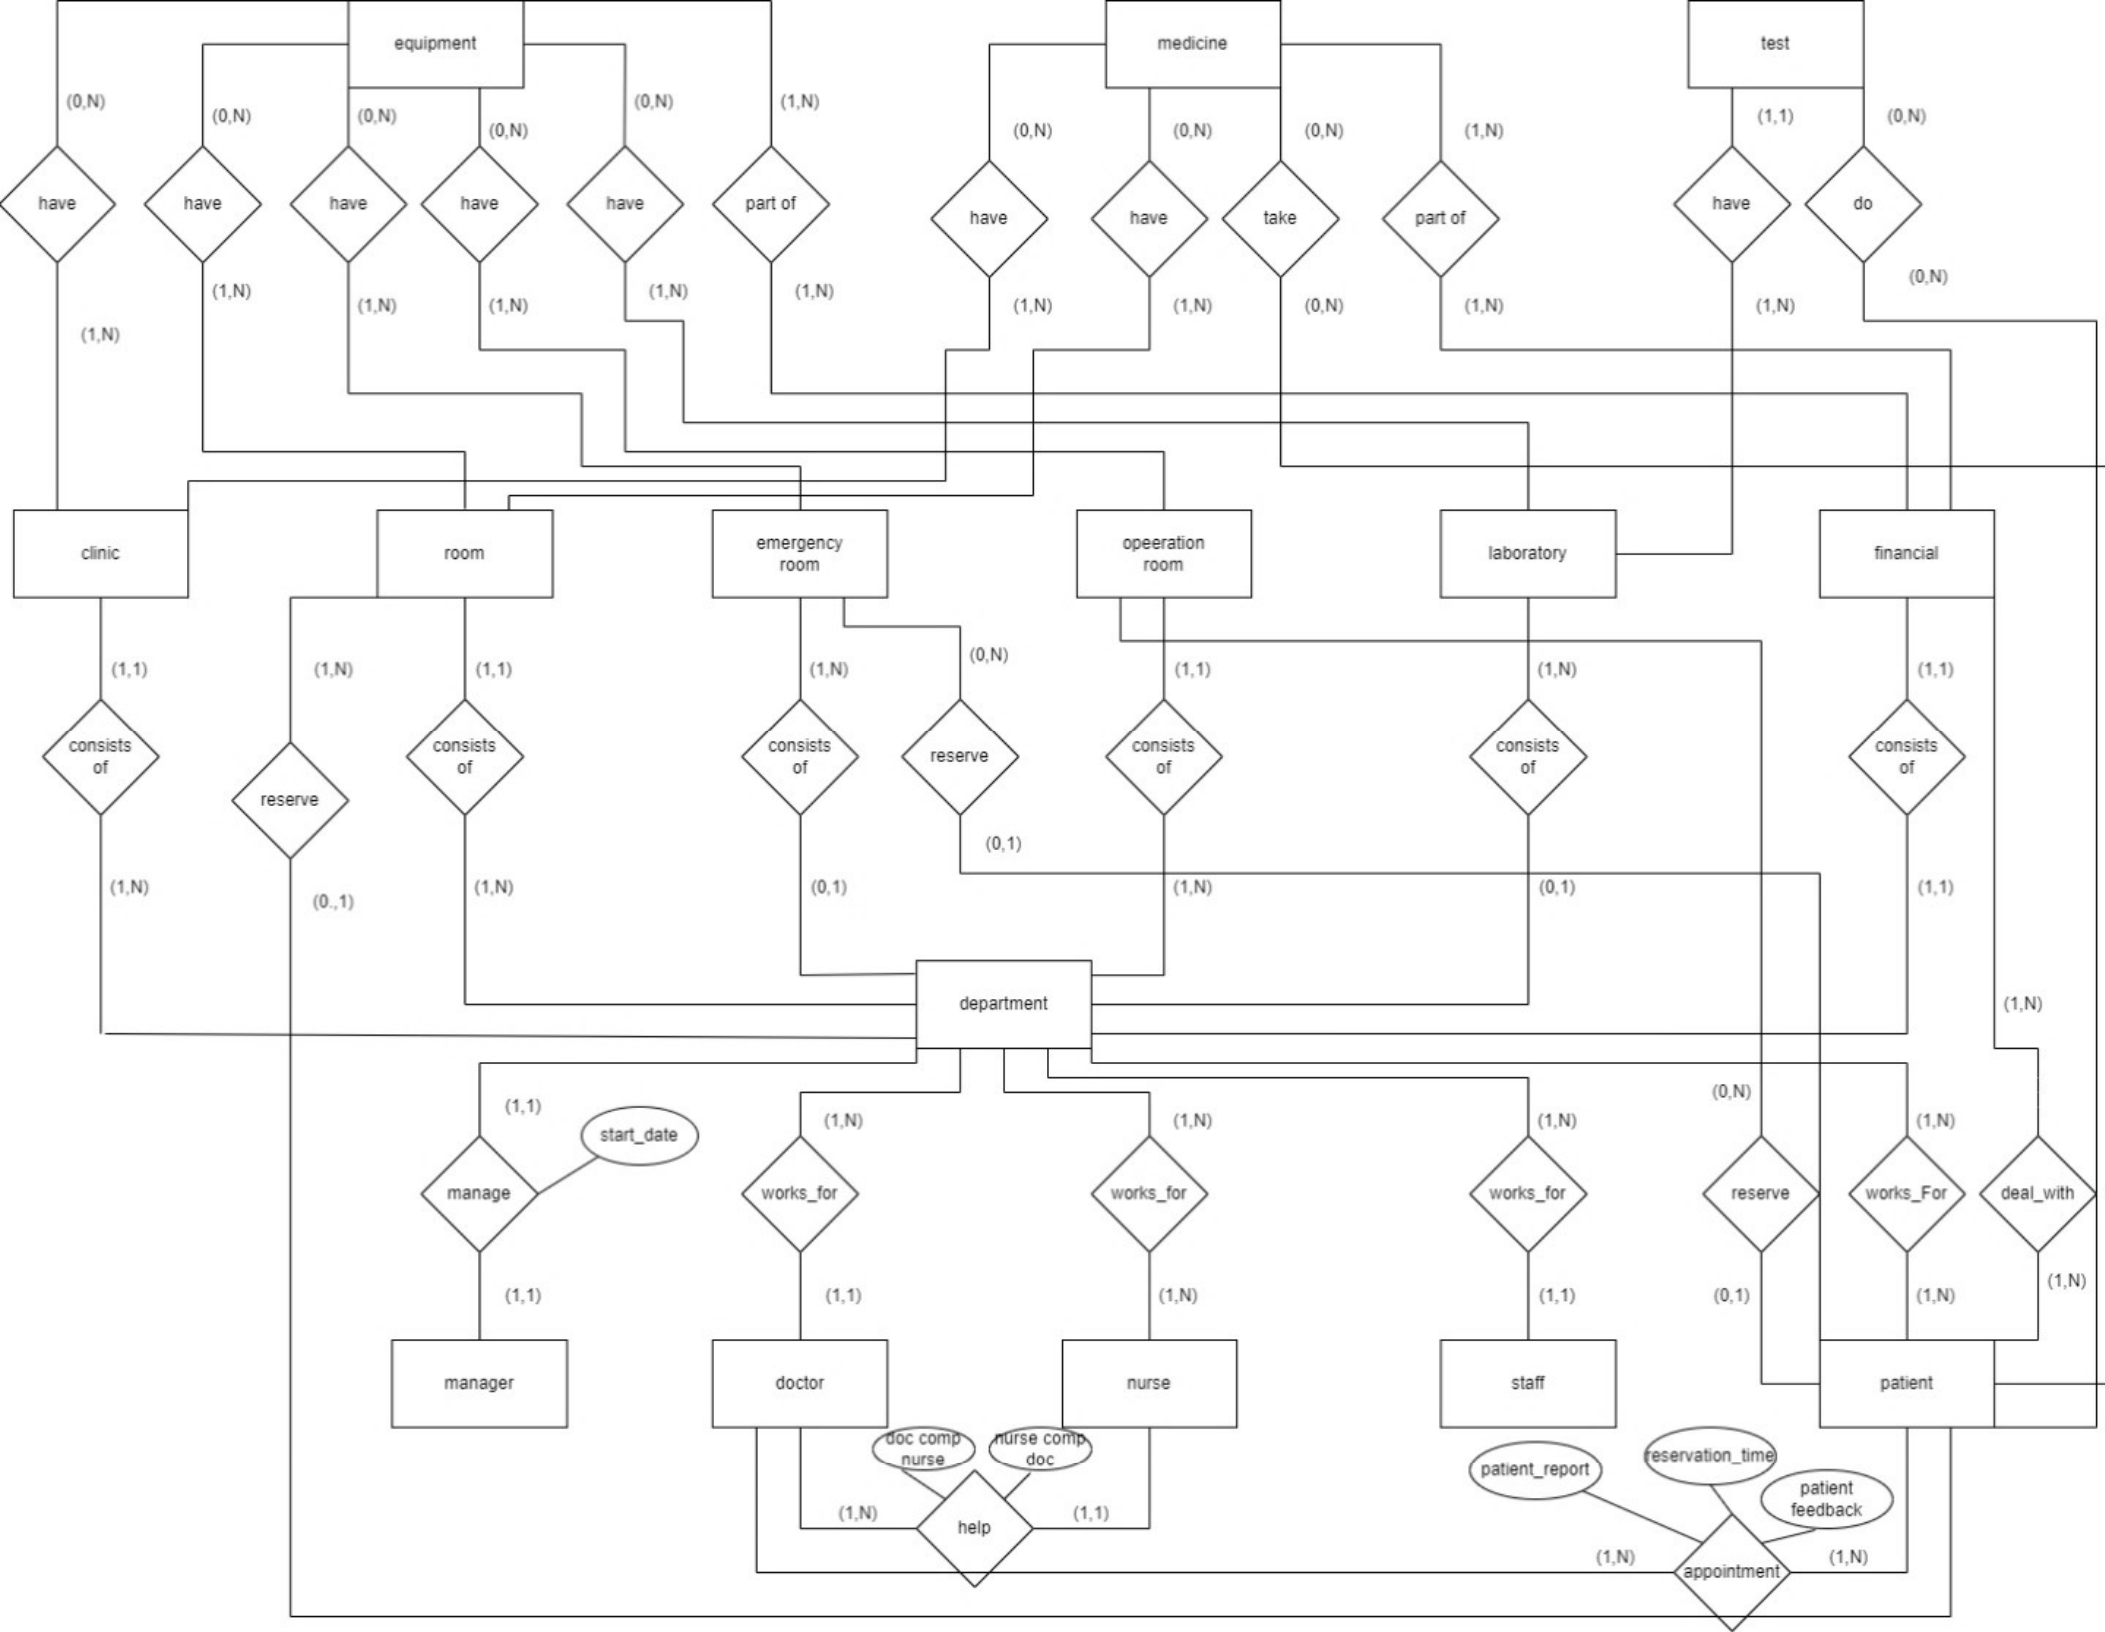 equipment
medicine
test
(0,N)
(0,N)
(0,N)
(0,N)
(0,N)
(1,N)
(0,N)
(0,N)
(0,N)
(1,N)
(1,1)
(0,N)
have
have
have
have
have
part of
have
have
take
part of
have
do
(1,N)
(1,N)
(1,N)
(1,N)
(1,N)
(1,N)
(1,N)
(1,N)
(0,N)
(1,N)
(1,N)
(0,N)
clinic
room
emergency
room
opeeration
room
laboratory
financial
(1,1)
(1,N)
(1,1)
(1,N)
(0,N)
(1,1)
(1,N)
(1,1)
consists
of
reserve
consists
of
consists
of
reserve
consists
of
consists
of
consists
of
(1,N)
(0.,1)
(1,N)
(0,1)
(0,1)
(1,N)
(0,1)
(1,1)
department
(1,N)
(1,1)
start_date
(1,N)
(1,N)
(1,N)
(0,N)
(1,N)
manage
works_for
works_for
works_for
reserve
works_For
deal_with
(1,1)
(1,1)
(1,N)
(1,1)
(0,1)
(1,N)
(1,N)
manager
doctor
nurse
staff
patient
doc comp
nurse
nurse comp
doc
patient_report
reservation_time
patient
feedback
(1,N)
help
(1,1)
(1,N)
appointment
(1,N)